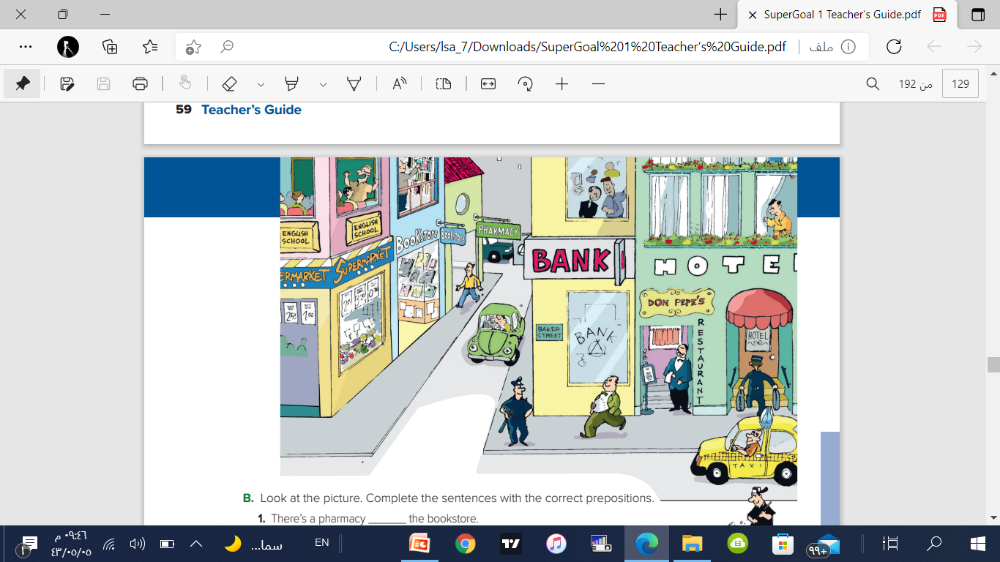 SuperGoal 1 Teacher's Guide.pdf
C:/Users/lsa_7/Downloads/SuperGoal%201%20Teacher's%20Guide.pdf
ملف
129
من 192
59 Teacher's Guide
ENGLISH SCHOOL
ENGLISH SCHOOL
ERMARKET
SUPERMARKET
BOOKSTORE
BOOKSTORE
PHARMACY
BANK
HOTE
DON PEPE'S
RESTAURANT
HOTEL
BAKER STREET
BANK
TAXI
B. Look at the picture. Complete the sentences with the correct prepositions.
1. There's a pharmacy ______ the bookstore.
٠٩:٤٦ م
٤٣/٠٥/٠٥
سما...
EN
٩٩+